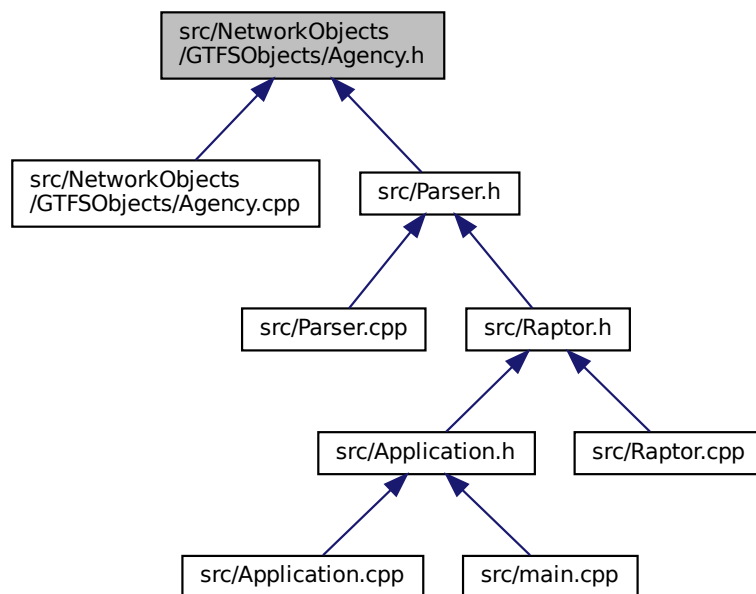 src/NetworkObjects
/GTFSObjects/Agency.h
src/NetworkObjects
/GTFSObjects/Agency.cpp
src/Parser.h
src/Parser.cpp
src/Raptor.h
src/Application.h
src/Raptor.cpp
src/Application.cpp
src/main.cpp